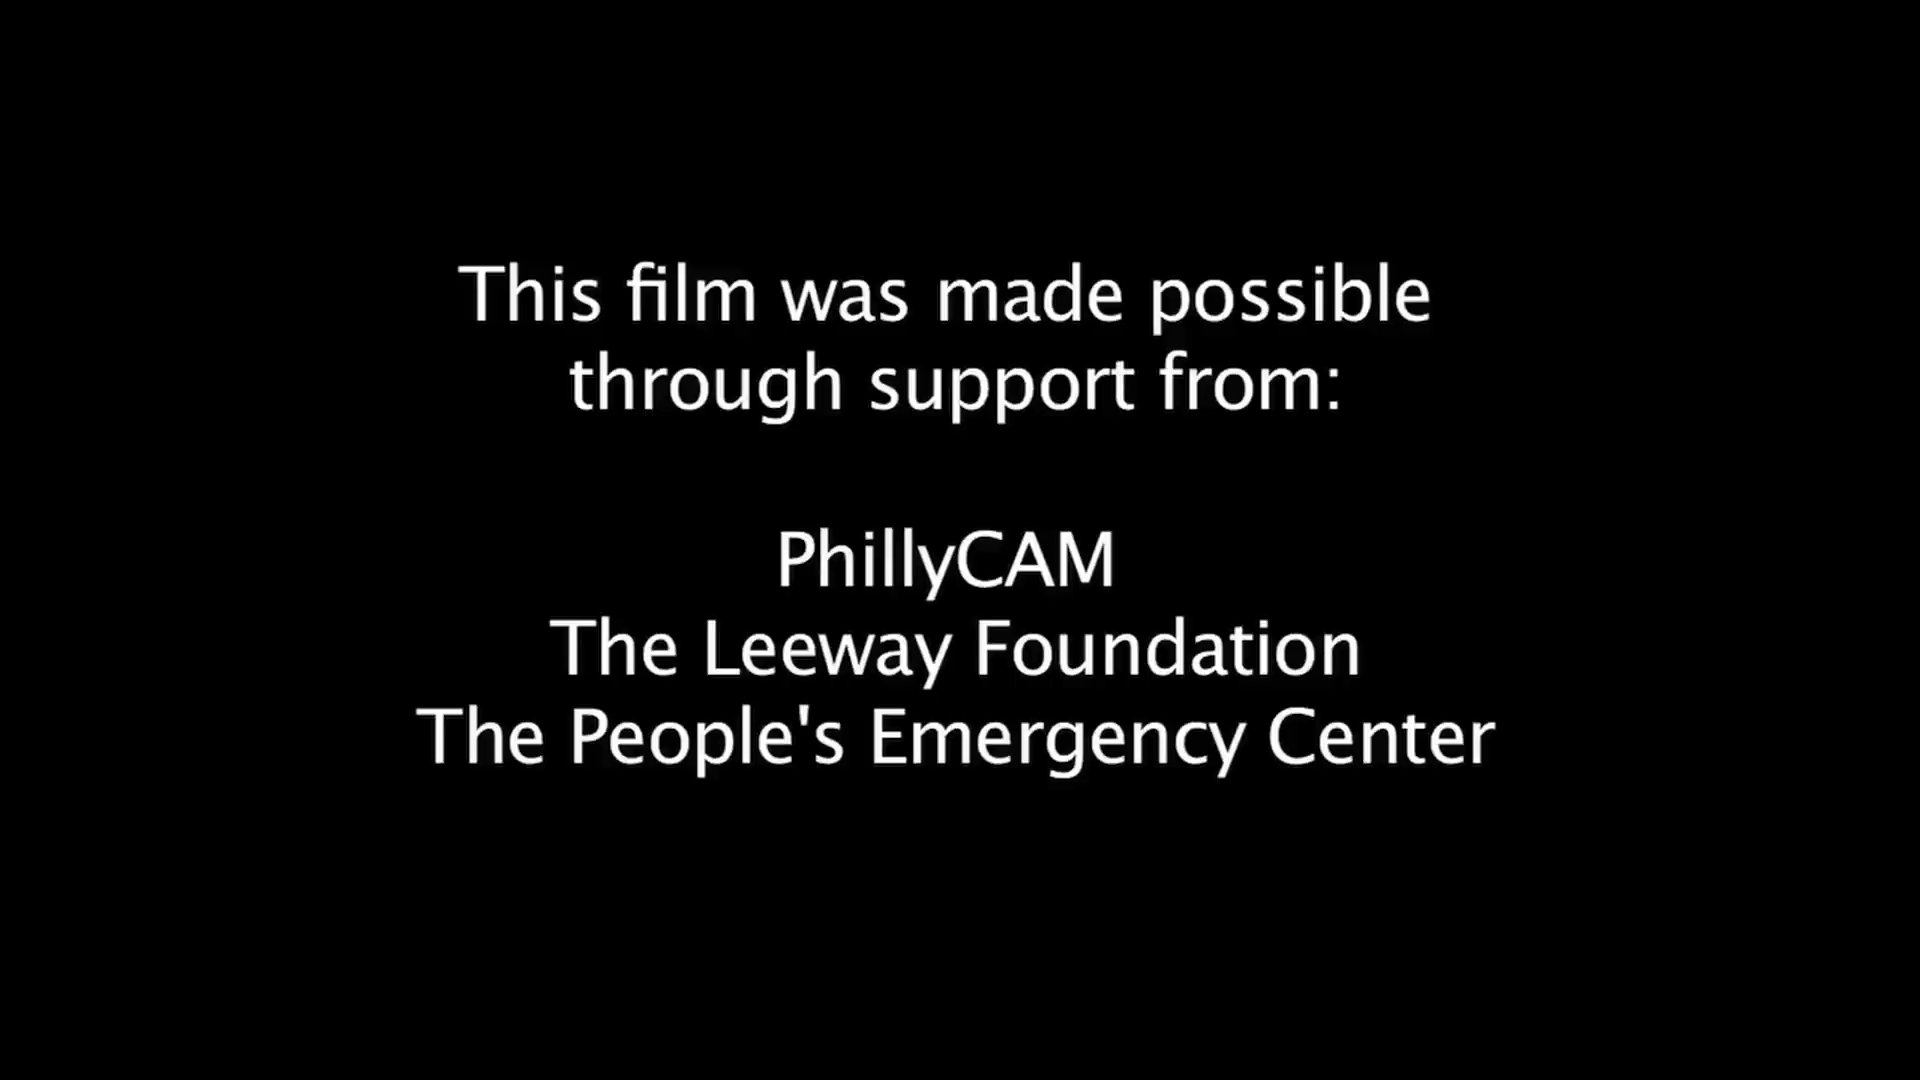 This film was made possible
through support from:
PhillyCAM
The Leeway Foundation
The People's Emergency Center